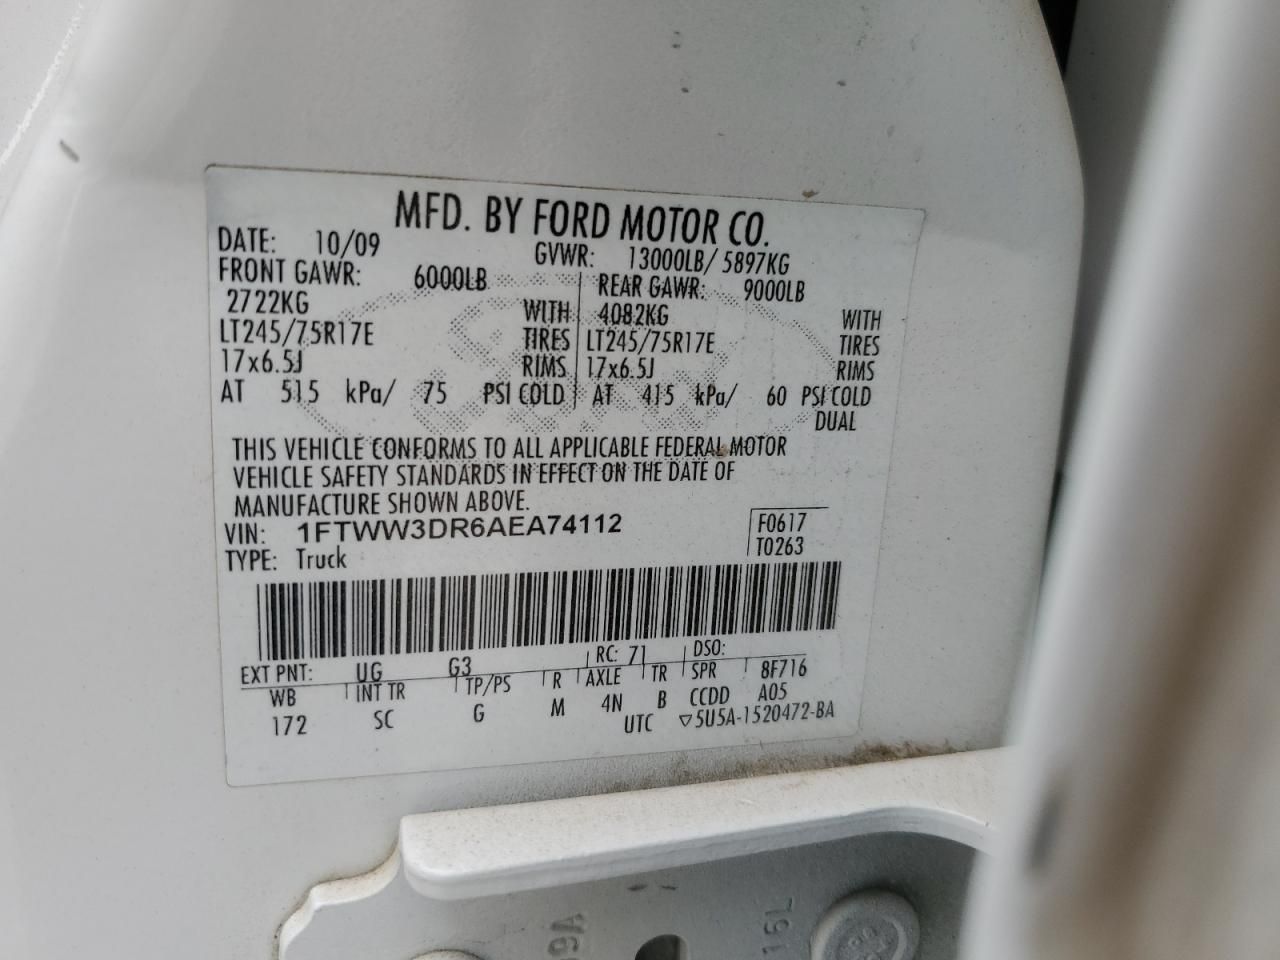 MFD. BY FORD MOTOR CO.
DATE: 10/09 GVWR: 13000LB/ 5897KG
FRONT GAWR: 6000LB REAR GAWR: 9000LB
2722KG WITH 4082KG WITH
LT245/75R17E TIRES LT245/75R17E TIRES
17x6.5J RIMS 17x6.5J RIMS
AT 515 kPa/ 75 PSI COLD AT 415 kPa/ 60 PSI COLD
DUAL
THIS VEHICLE CONFORMS TO ALL APPLICABLE FEDERAL MOTOR
VEHICLE SAFETY STANDARDS IN EFFECT ON THE DATE OF
MANUFACTURE SHOWN ABOVE.
VIN: 1FTWW3DR6AEA74112 F0617
TYPE: Truck T0263
EXT PNT: UG G3 RC: 71 DSO:
WB INT TR TP/PS R AXLE TR SPR 8F716
172 SC G M 4N B CCDD A05
UTC ▽5U5A-1520472-BA
16L